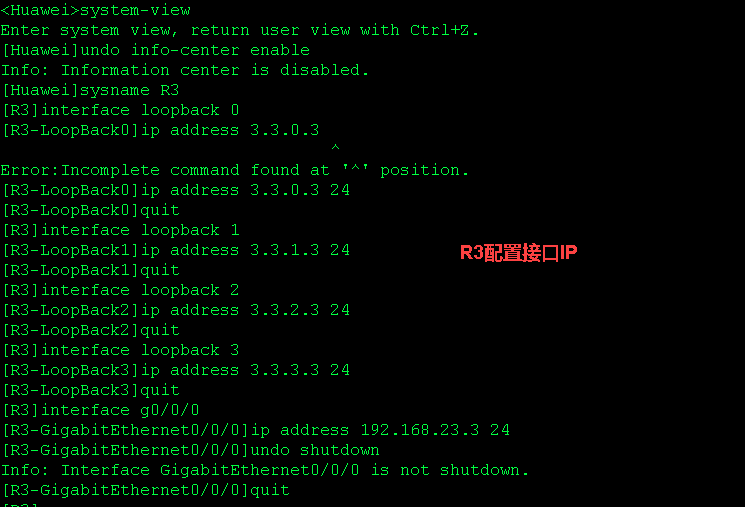 <Huawei>system-view
Enter system view, return user view with Ctrl+Z.
[Huawei]undo info-center enable
Info: Information center is disabled.
[Huawei]sysname R3
[R3]interface loopback 0
[R3-LoopBack0]ip address 3.3.0.3
^
Error:Incomplete command found at '^' position.
[R3-LoopBack0]ip address 3.3.0.3 24
[R3-LoopBack0]quit
[R3]interface loopback 1
[R3-LoopBack1]ip address 3.3.1.3 24
R3配置接口IP
[R3-LoopBack1]quit
[R3]interface loopback 2
[R3-LoopBack2]ip address 3.3.2.3 24
[R3-LoopBack2]quit
[R3]interface loopback 3
[R3-LoopBack3]ip address 3.3.3.3 24
[R3-LoopBack3]quit
[R3]interface g0/0/0
[R3-GigabitEthernet0/0/0]ip address 192.168.23.3 24
[R3-GigabitEthernet0/0/0]undo shutdown
Info: Interface GigabitEthernet0/0/0 is not shutdown.
[R3-GigabitEthernet0/0/0]quit